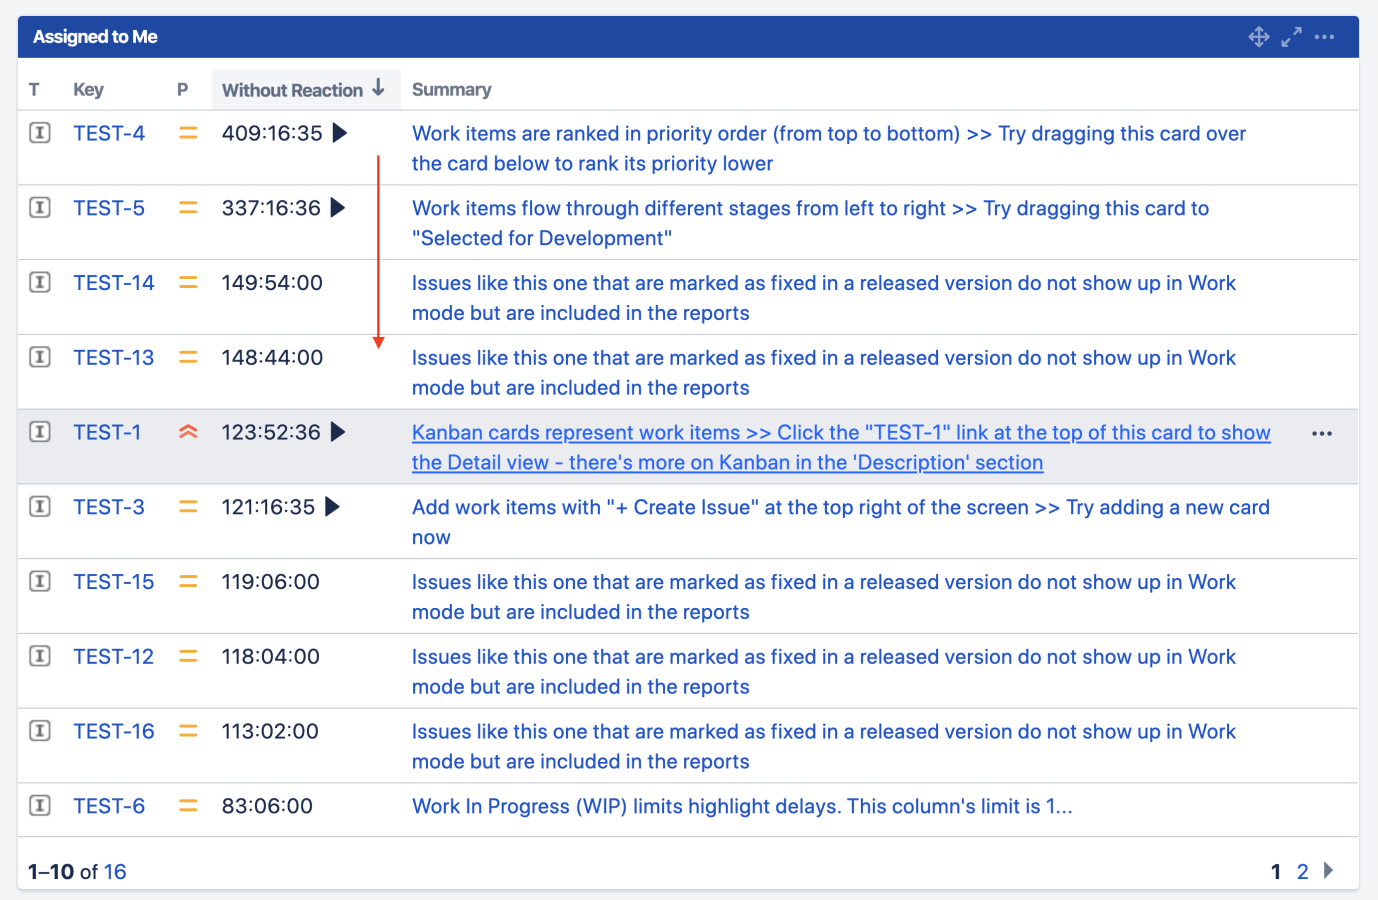 Assigned to Me
T Key P Without Reaction Summary
TEST-4 409:16:35 Work items are ranked in priority order (from top to bottom) >> Try dragging this card over
the card below to rank its priority lower
TEST-5 337:16:36 Work items flow through different stages from left to right >> Try dragging this card to
"Selected for Development"
TEST-14 149:54:00 Issues like this one that are marked as fixed in a released version do not show up in Work
mode but are included in the reports
TEST-13 148:44:00 Issues like this one that are marked as fixed in a released version do not show up in Work
mode but are included in the reports
TEST-1 123:52:36 Kanban cards represent work items >> Click the "TEST-1" link at the top of this card to show
the Detail view - there's more on Kanban in the 'Description' section
TEST-3 121:16:35 Add work items with "+ Create Issue" at the top right of the screen >> Try adding a new card
now
TEST-15 119:06:00 Issues like this one that are marked as fixed in a released version do not show up in Work
mode but are included in the reports
TEST-12 118:04:00 Issues like this one that are marked as fixed in a released version do not show up in Work
mode but are included in the reports
TEST-16 113:02:00 Issues like this one that are marked as fixed in a released version do not show up in Work
mode but are included in the reports
TEST-6 83:06:00 Work In Progress (WIP) limits highlight delays. This column's limit is 1...
1–10 of 16 1 2